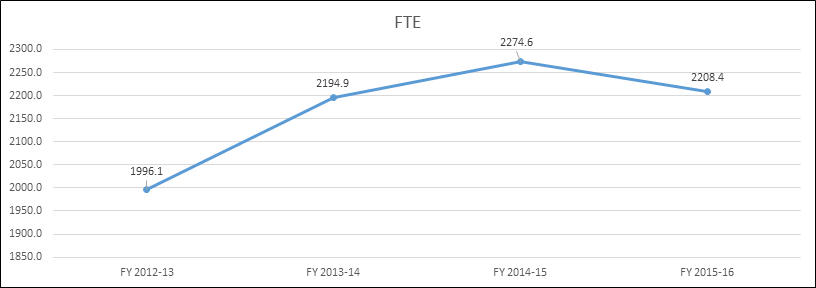 FTE
2300.0
2250.0
2200.0
2150.0
2100.0
2050.0
2000.0
1950.0
1900.0
1850.0
1996.1
2194.9
2274.6
2208.4
FY 2012-13
FY 2013-14
FY 2014-15
FY 2015-16